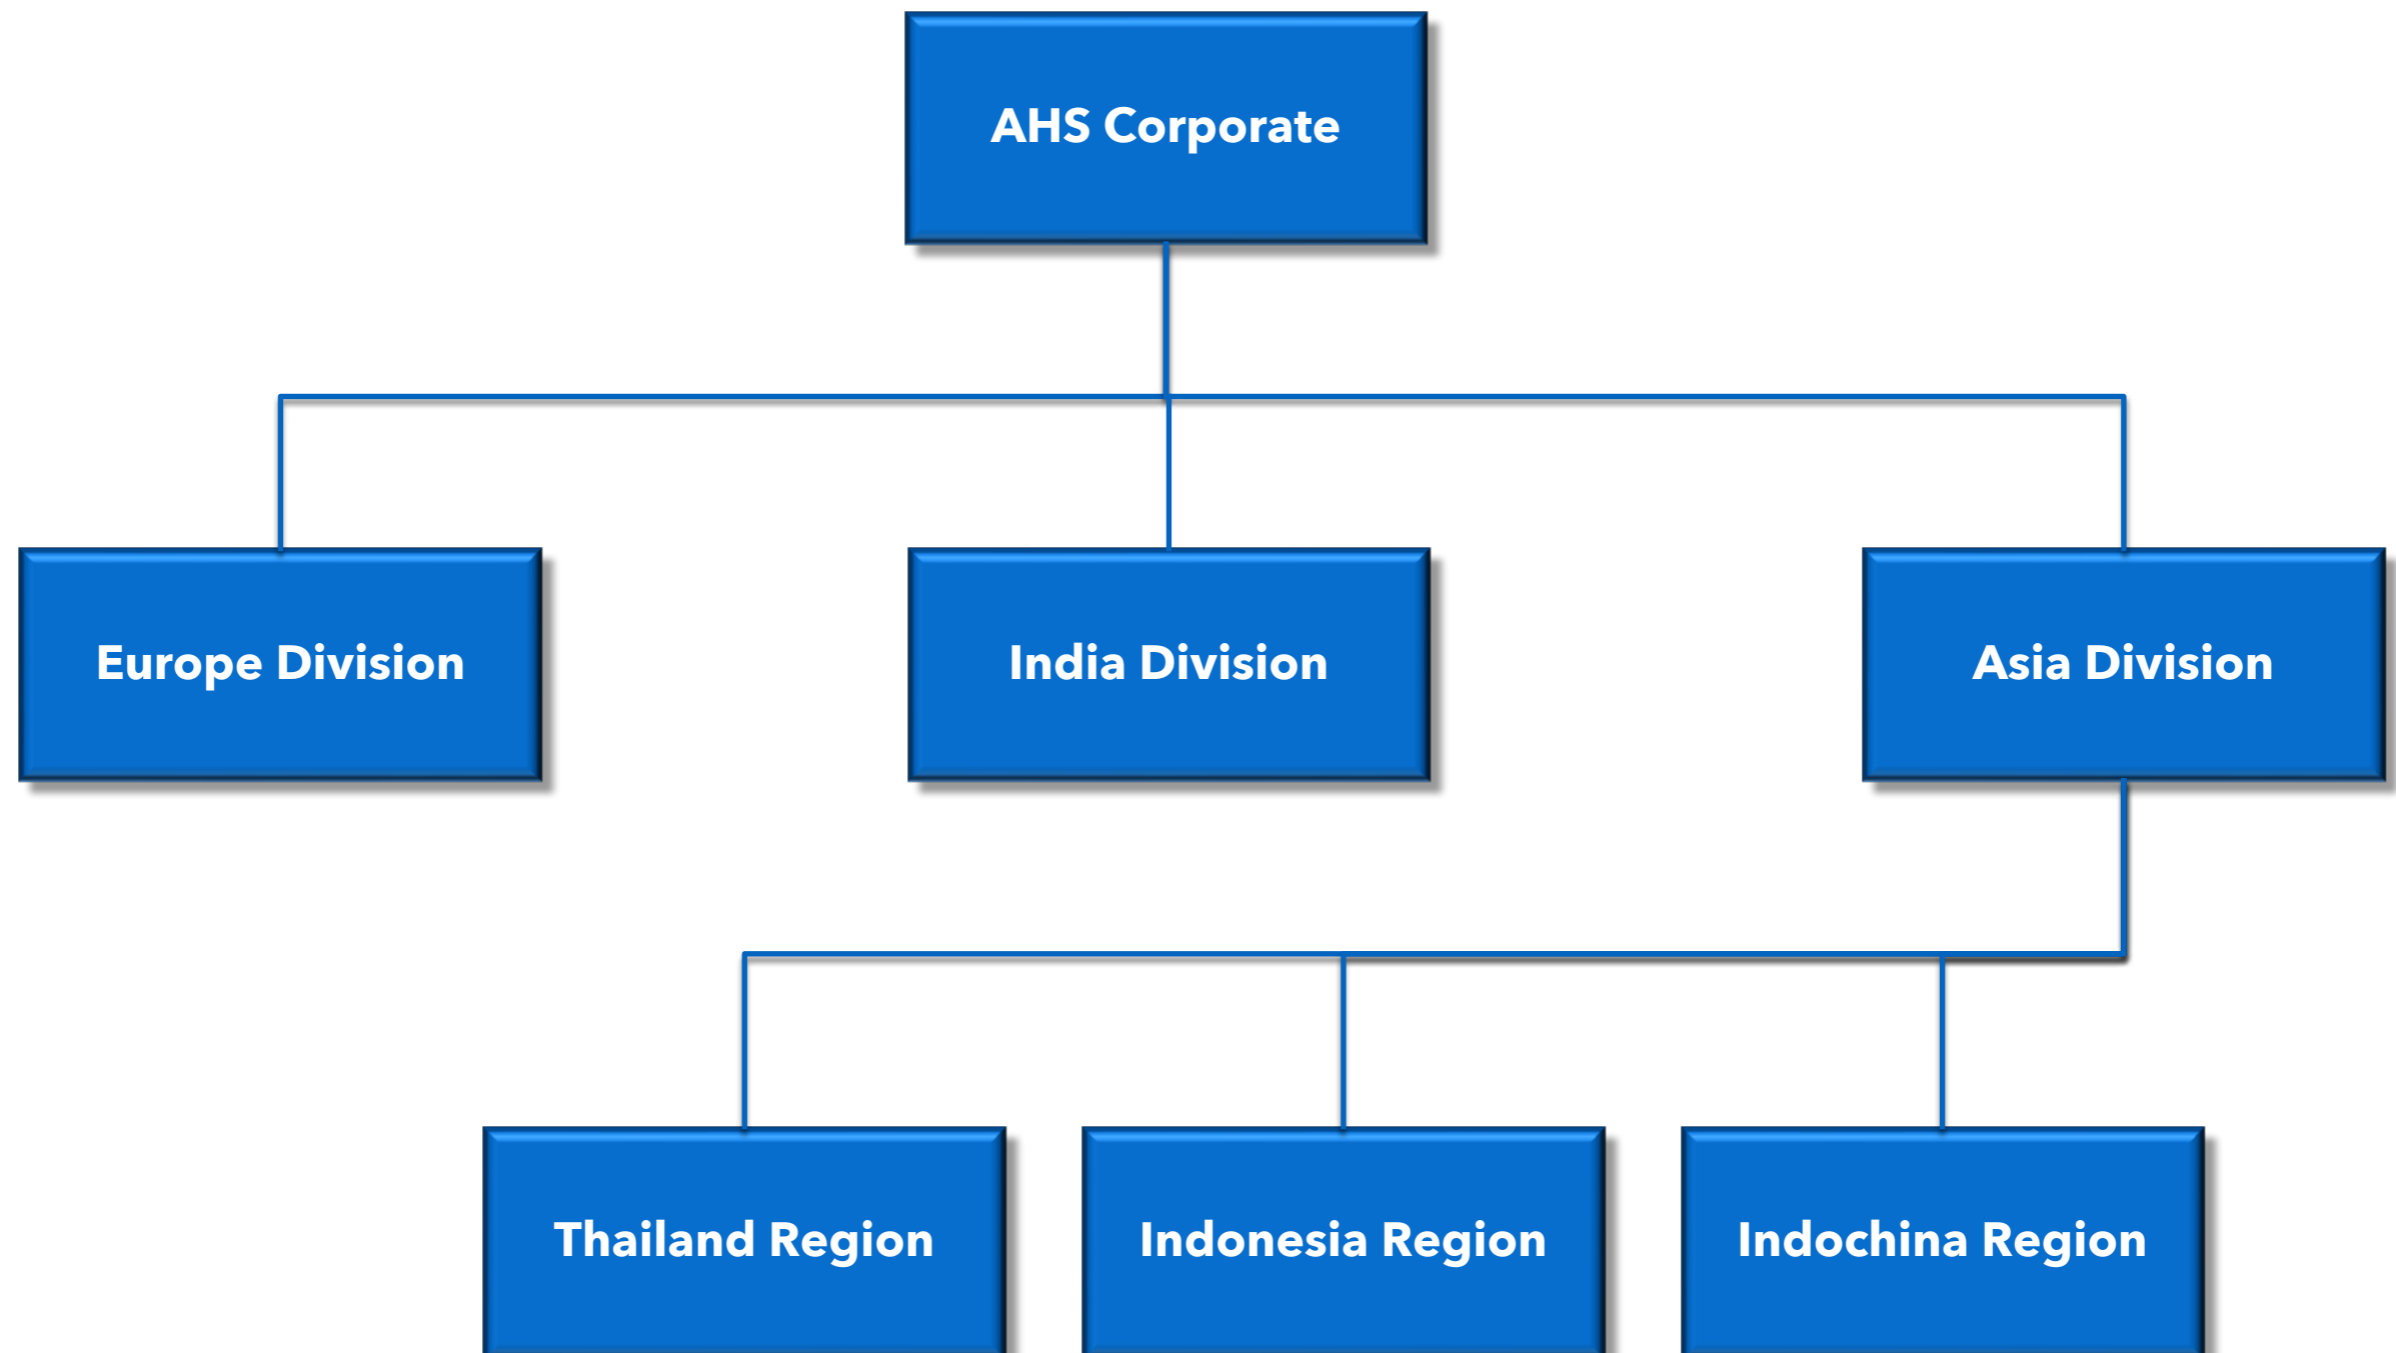 AHS Corporate
Europe Division
India Division
Asia Division
Thailand Region
Indonesia Region
Indochina Region